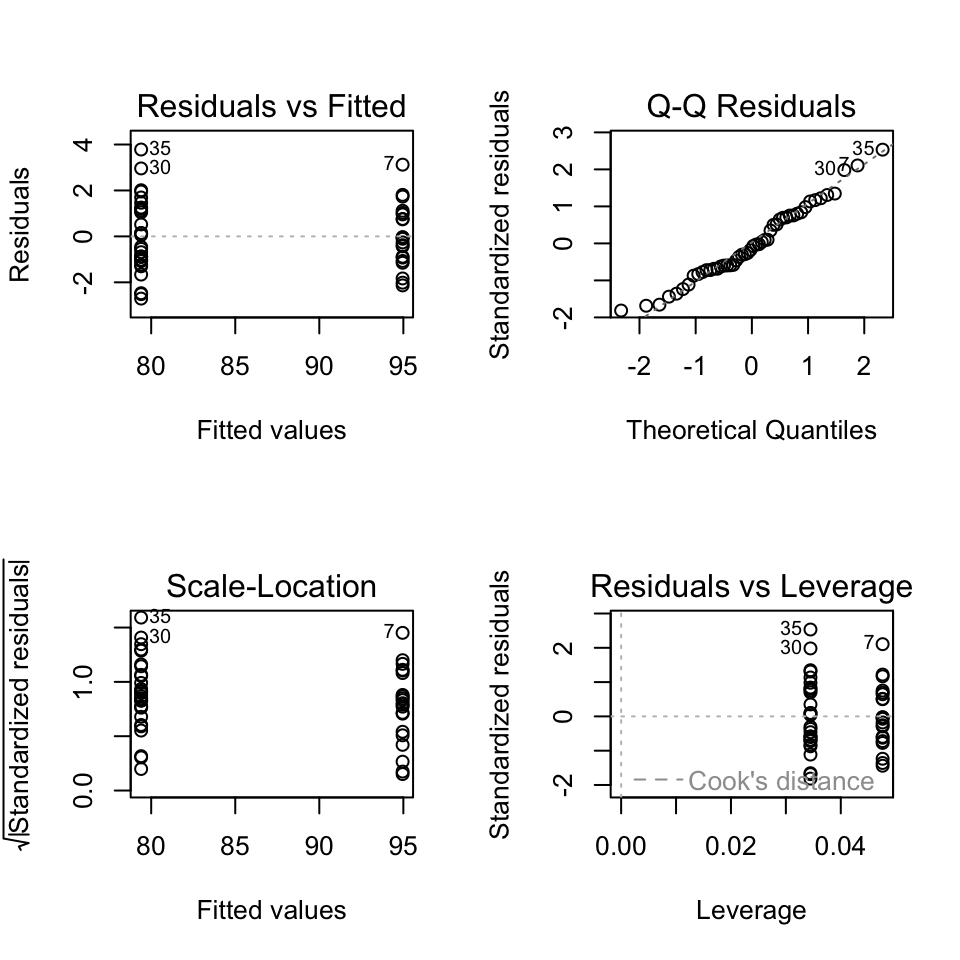 Residuals vs Fitted
Residuals
4
2
0
-2
35
30
7
80 85 90 95
Fitted values
Q-Q Residuals
Standardized residuals
3
2
1
0
-2
35
30 7
-2 -1 0 1 2
Theoretical Quantiles
Scale-Location
√|Standardized residuals|
1.0
0.0
35
30
7
80 85 90 95
Fitted values
Residuals vs Leverage
Standardized residuals
2
0
-2
35
30
7
Cook's distance
0.00 0.02 0.04
Leverage